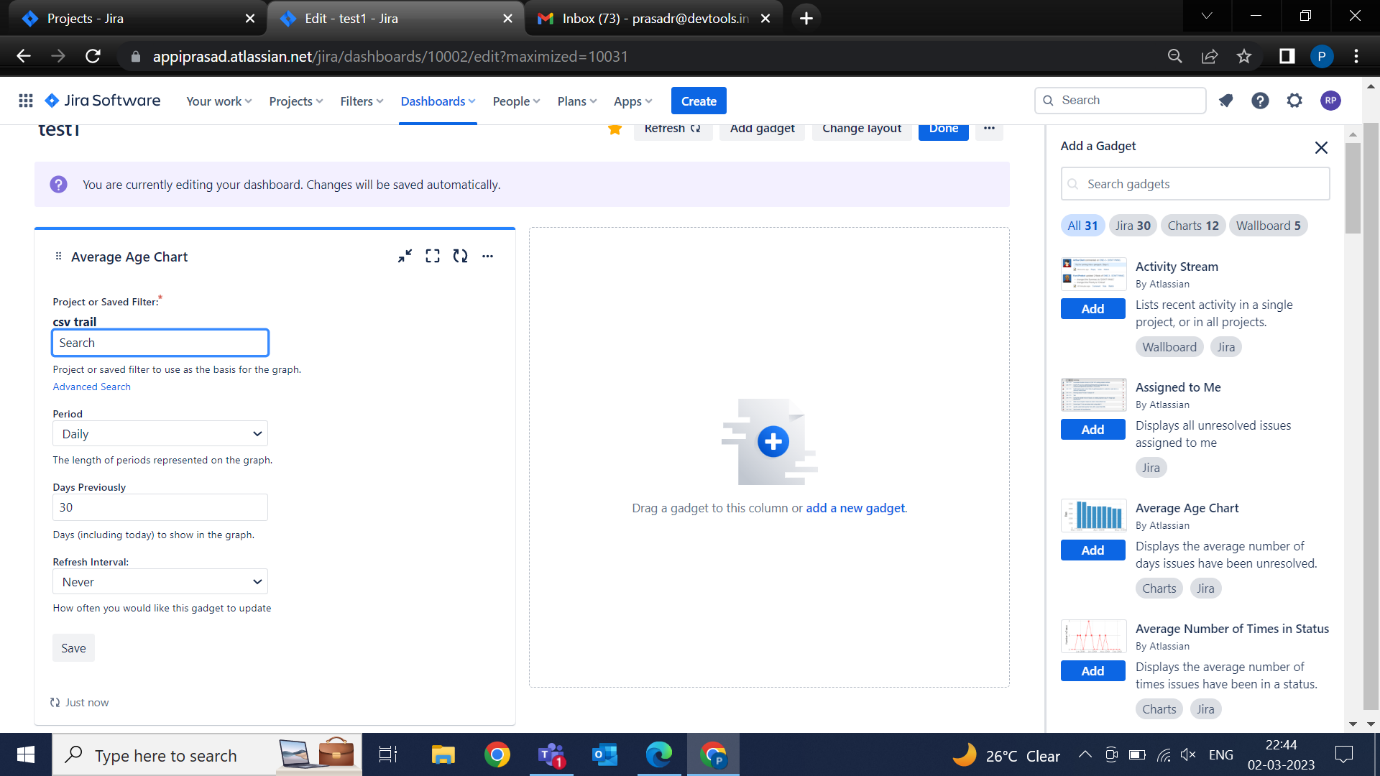 Projects - Jira
Edit - test1 - Jira
Inbox (73) - prasadr@devtools.in
appiprasad.atlassian.net/jira/dashboards/10002/edit?maximized=10031
P
Jira Software
Your work
Projects
Filters
Dashboards
People
Plans
Apps
Create
Search
RP
test1
Refresh
Add gadget
Change layout
Done
You are currently editing your dashboard. Changes will be saved automatically.
Average Age Chart
Project or Saved Filter:*
csv trail
Search
Project or saved filter to use as the basis for the graph.
Advanced Search
Period
Daily
The length of periods represented on the graph.
Days Previously
30
Days (including today) to show in the graph.
Refresh Interval:
Never
How often you would like this gadget to update
Save
Just now
Drag a gadget to this column or add a new gadget.
Add a Gadget
Search gadgets
All 31
Jira 30
Charts 12
Wallboard 5
Activity Stream
By Atlassian
Add
Lists recent activity in a single
project, or in all projects.
Wallboard
Jira
Assigned to Me
By Atlassian
Add
Displays all unresolved issues
assigned to me
Jira
Average Age Chart
By Atlassian
Add
Displays the average number of
days issues have been unresolved.
Charts
Jira
Average Number of Times in Status
By Atlassian
Add
Displays the average number of
times issues have been in a status.
Charts
Jira
Type here to search
1
P
26°C Clear
ENG
22:44
02-03-2023